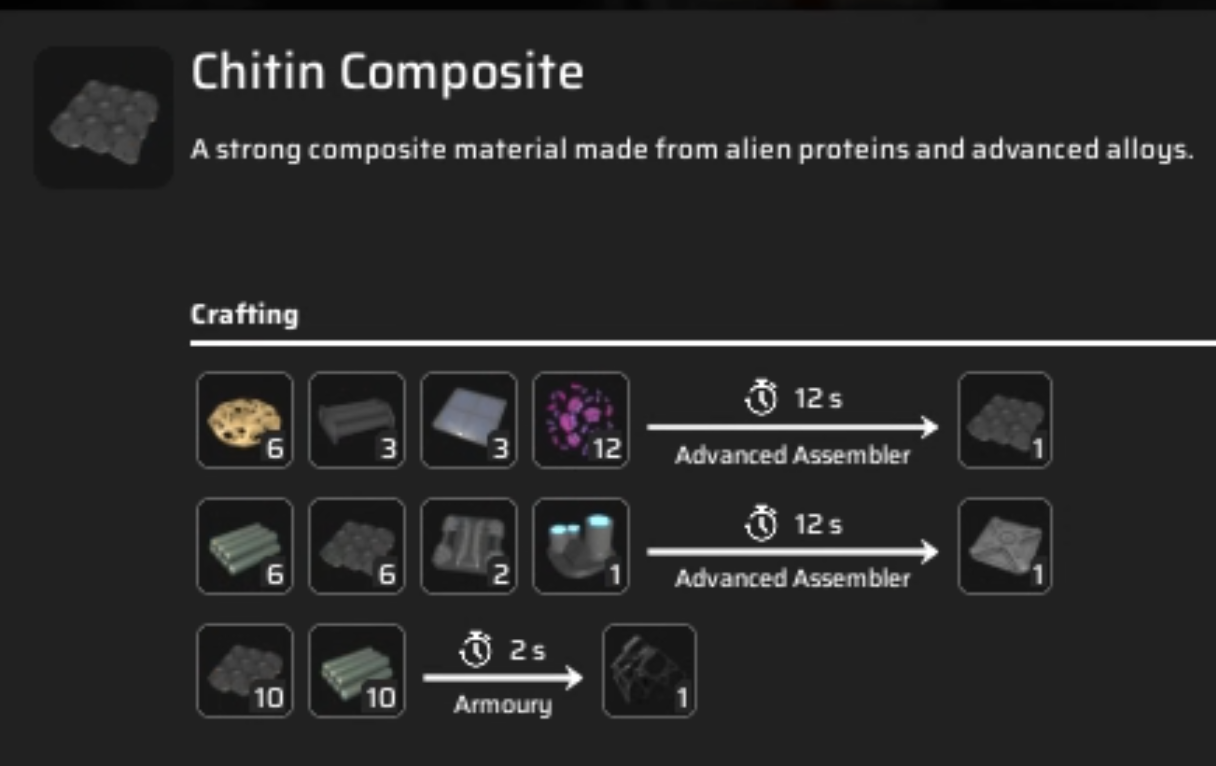 Chitin Composite
A strong composite material made from alien proteins and advanced alloys.
Crafting
6 3 3 12 12 s 1
Advanced Assembler
6 6 2 1 12 s 1
Advanced Assembler
10 10 2 s 1
Armoury